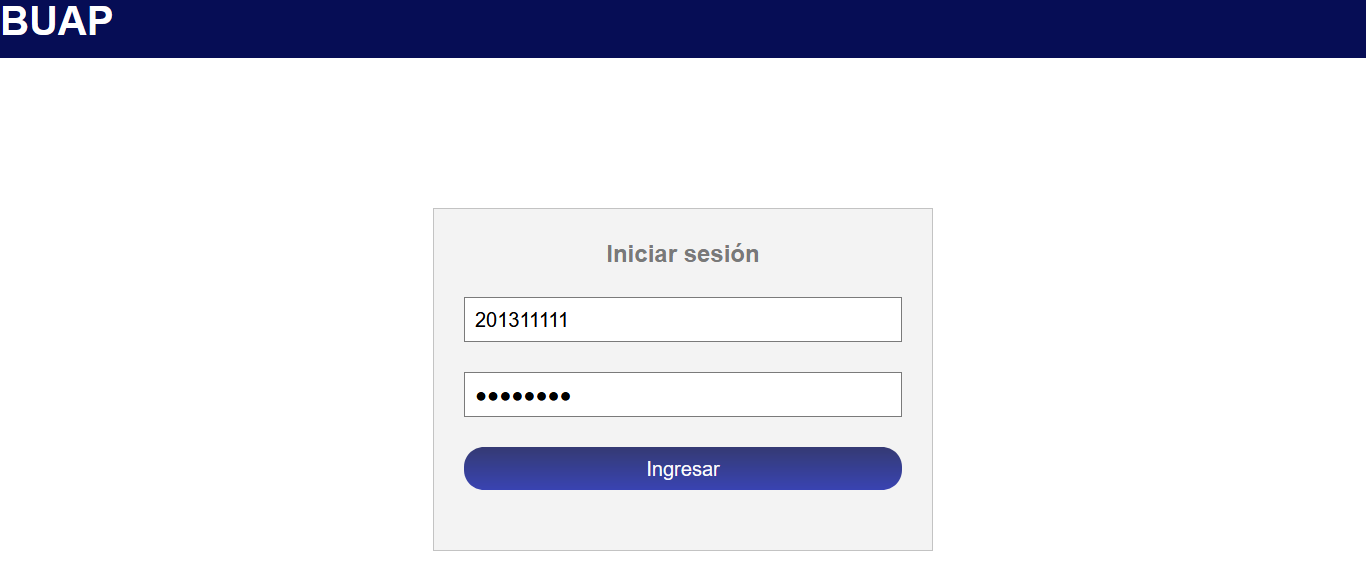 BUAP
Iniciar sesión
201311111
●●●●●●●●
Ingresar